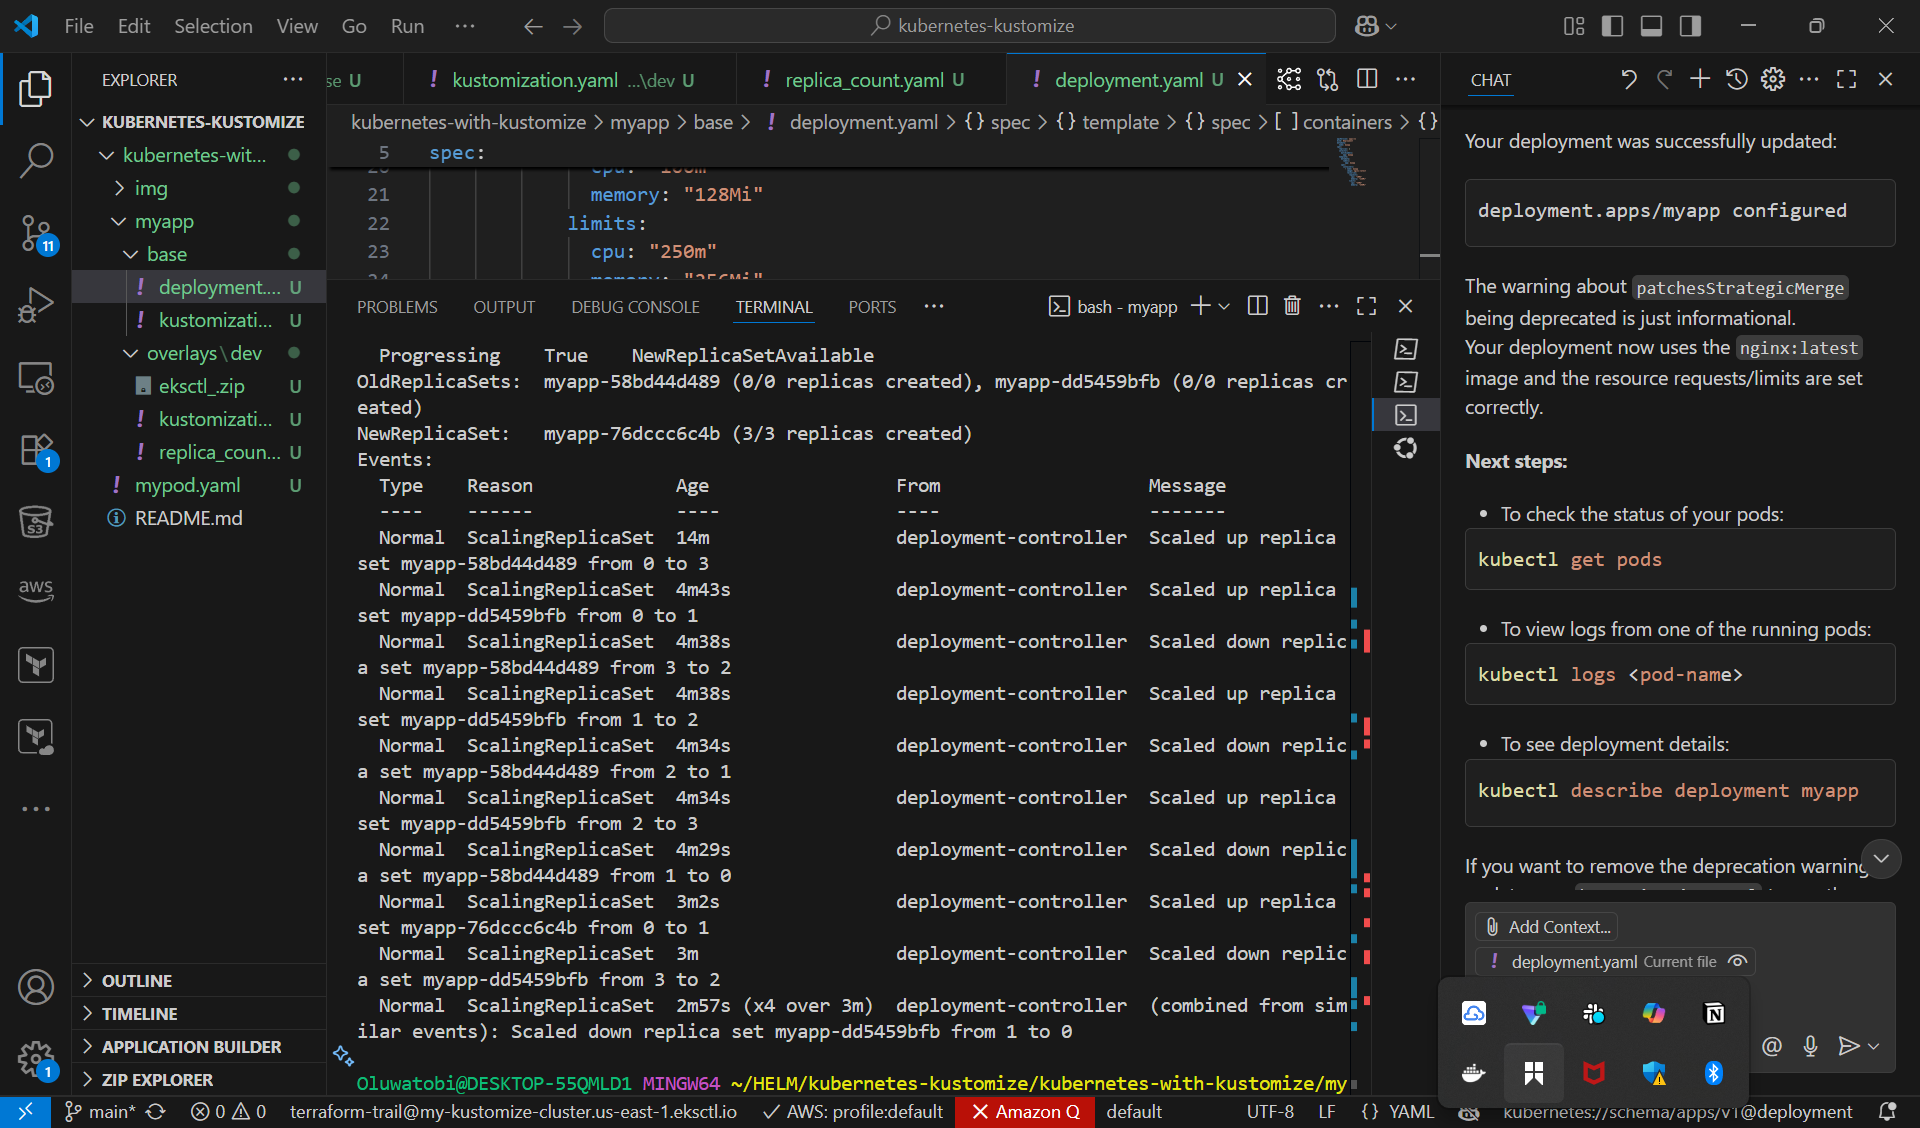 File Edit Selection View Go Run ··· kubernetes-kustomize
EXPLORER ···
KUBERNETES-KUSTOMIZE
kubernetes-wit...
img
myapp
base
deployment.... U
kustomizati... U
overlays\dev
eksctl_.zip U
kustomizati... U
replica_coun... U
mypod.yaml U
README.md
OUTLINE
TIMELINE
APPLICATION BUILDER
ZIP EXPLORER
11
1
S3
aws
1
se U ! kustomization.yaml ...\dev U ! replica_count.yaml U ! deployment.yaml U
kubernetes-with-kustomize > myapp > base > ! deployment.yaml > {} spec > {} template > {} spec > [ ] containers > {}
5 spec:
21 memory: "128Mi"
22 limits:
23 cpu: "250m"
24 memory: "256Mi"
PROBLEMS OUTPUT DEBUG CONSOLE TERMINAL PORTS ··· bash - myapp
Progressing True NewReplicaSetAvailable
OldReplicaSets: myapp-58bd44d489 (0/0 replicas created), myapp-dd5459bfb (0/0 replicas cr
eated)
NewReplicaSet: myapp-76dccc6c4b (3/3 replicas created)
Events:
Type Reason Age From Message
---- ------ ---- ---- -------
Normal ScalingReplicaSet 14m deployment-controller Scaled up replica
set myapp-58bd44d489 from 0 to 3
Normal ScalingReplicaSet 4m43s deployment-controller Scaled up replica
set myapp-dd5459bfb from 0 to 1
Normal ScalingReplicaSet 4m38s deployment-controller Scaled down replic
a set myapp-58bd44d489 from 3 to 2
Normal ScalingReplicaSet 4m38s deployment-controller Scaled up replica
set myapp-dd5459bfb from 1 to 2
Normal ScalingReplicaSet 4m34s deployment-controller Scaled down replic
a set myapp-58bd44d489 from 2 to 1
Normal ScalingReplicaSet 4m34s deployment-controller Scaled up replica
set myapp-dd5459bfb from 2 to 3
Normal ScalingReplicaSet 4m29s deployment-controller Scaled down replic
a set myapp-58bd44d489 from 1 to 0
Normal ScalingReplicaSet 3m2s deployment-controller Scaled up replica
set myapp-76dccc6c4b from 0 to 1
Normal ScalingReplicaSet 3m deployment-controller Scaled down replic
a set myapp-dd5459bfb from 3 to 2
Normal ScalingReplicaSet 2m57s (x4 over 3m) deployment-controller (combined from sim
ilar events): Scaled down replica set myapp-dd5459bfb from 1 to 0
Oluwatobi@DESKTOP-55QMLD1 MINGW64 ~/HELM/kubernetes-kustomize/kubernetes-with-kustomize/my
CHAT
Your deployment was successfully updated:
deployment.apps/myapp configured
The warning about patchesStrategicMerge
being deprecated is just informational.
Your deployment now uses the nginx:latest
image and the resource requests/limits are set
correctly.
Next steps:
• To check the status of your pods:
kubectl get pods
• To view logs from one of the running pods:
kubectl logs <pod-name>
• To see deployment details:
kubectl describe deployment myapp
If you want to remove the deprecation warning
Add Context...
! deployment.yaml Current file
main* 0 0 terraform-trail@my-kustomize-cluster.us-east-1.eksctl.io AWS: profile:default Amazon Q default UTF-8 LF {} YAML kubernetes://schema/apps/v1@deployment